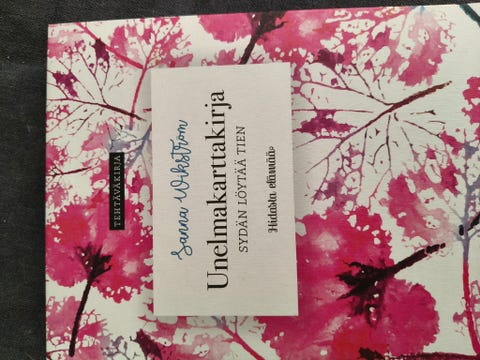 TEHTÄVÄKIRJA
Sanna Wikström
Unelmakarttakirja
SYDÄN LÖYTÄÄ TIEN
Hidasta elämää